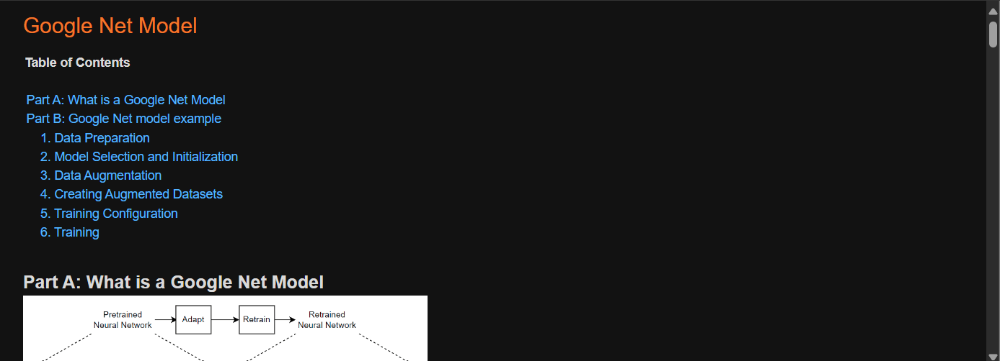 Google Net Model
Table of Contents
Part A: What is a Google Net Model
Part B: Google Net model example
1. Data Preparation
2. Model Selection and Initialization
3. Data Augmentation
4. Creating Augmented Datasets
5. Training Configuration
6. Training
Part A: What is a Google Net Model
Pretrained
Neural Network
Adapt
Retrain
Retrained
Neural Network